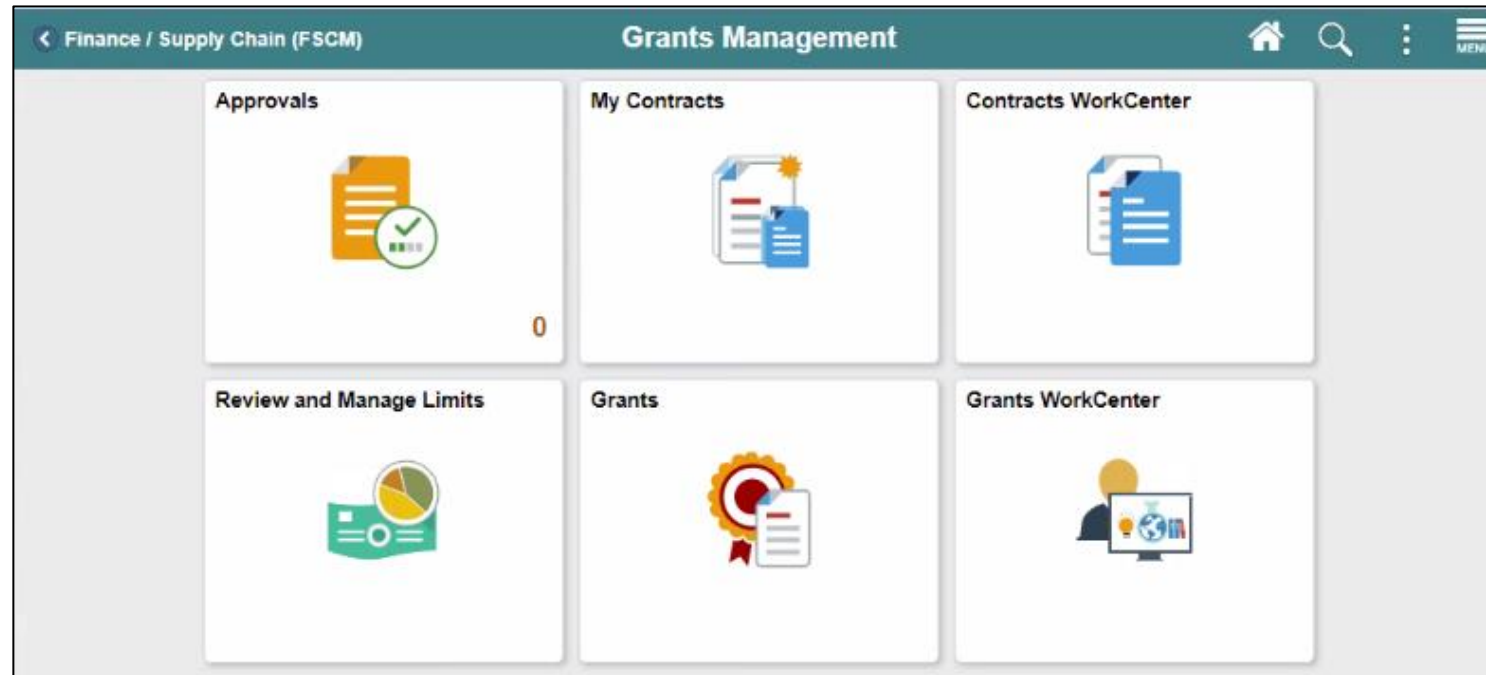 Finance / Supply Chain (FSCM)
Grants Management
MENU
Approvals
My Contracts
Contracts WorkCenter
0
Review and Manage Limits
Grants
Grants WorkCenter